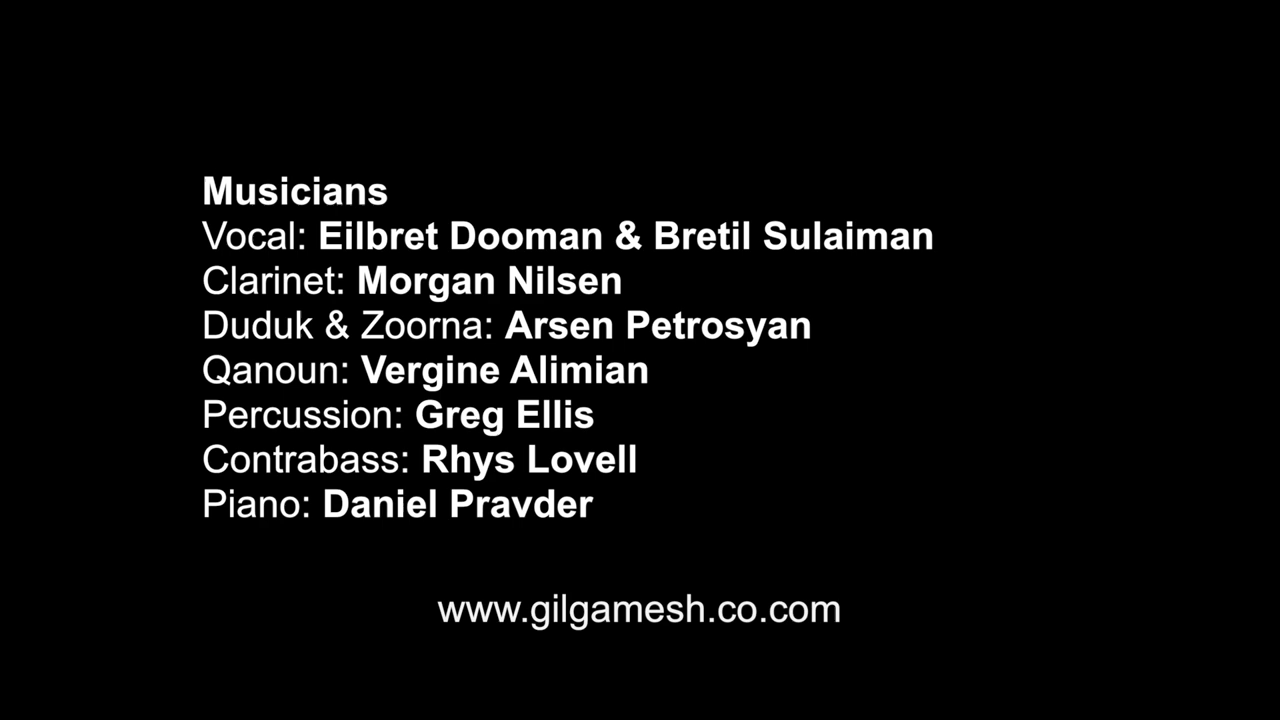 Musicians
Vocal: Eilbret Dooman & Bretil Sulaiman
Clarinet: Morgan Nilsen
Duduk & Zoorna: Arsen Petrosyan
Qanoun: Vergine Alimian
Percussion: Greg Ellis
Contrabass: Rhys Lovell
Piano: Daniel Pravder
www.gilgamesh.co.com